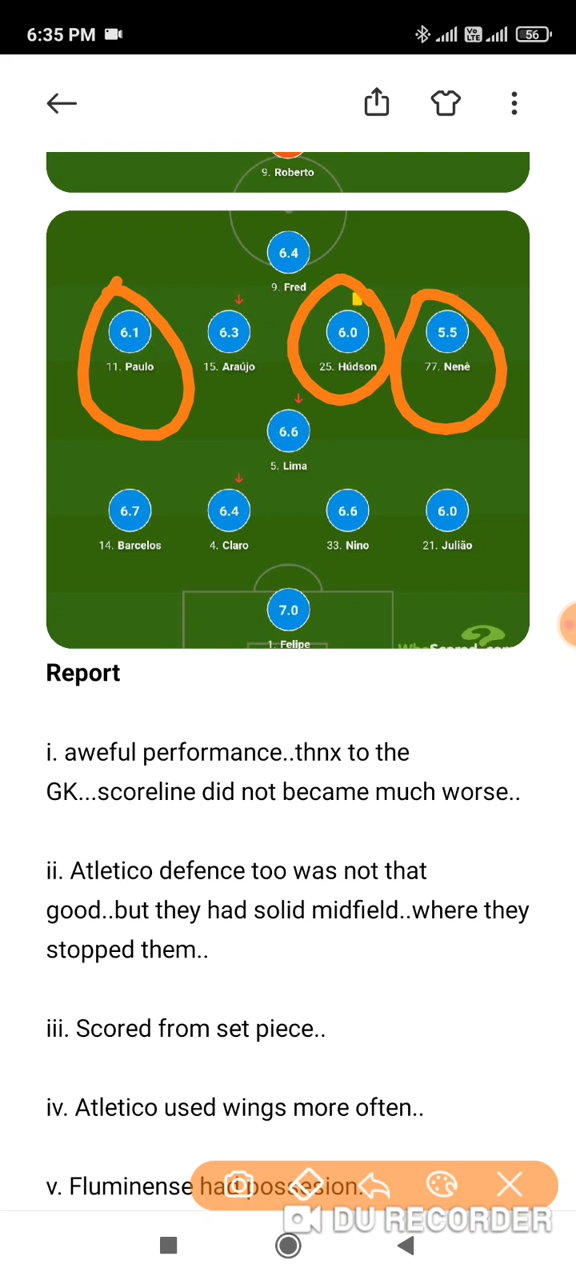 6:35 PM
Vo LTE
56
9. Roberto
6.4
9. Fred
6.1 6.3 6.0 5.5
11. Paulo 15. Araújo 25. Húdson 77. Nenê
6.6
5. Lima
6.7 6.4 6.6 6.0
14. Barcelos 4. Claro 33. Nino 21. Julião
7.0
1. Felipe
Report
i. aweful performance..thnx to the
GK...scoreline did not became much worse..
ii. Atletico defence too was not that
good..but they had solid midfield..where they
stopped them..
iii. Scored from set piece..
iv. Atletico used wings more often..
v. Fluminense had possesion.
DU RECORDER